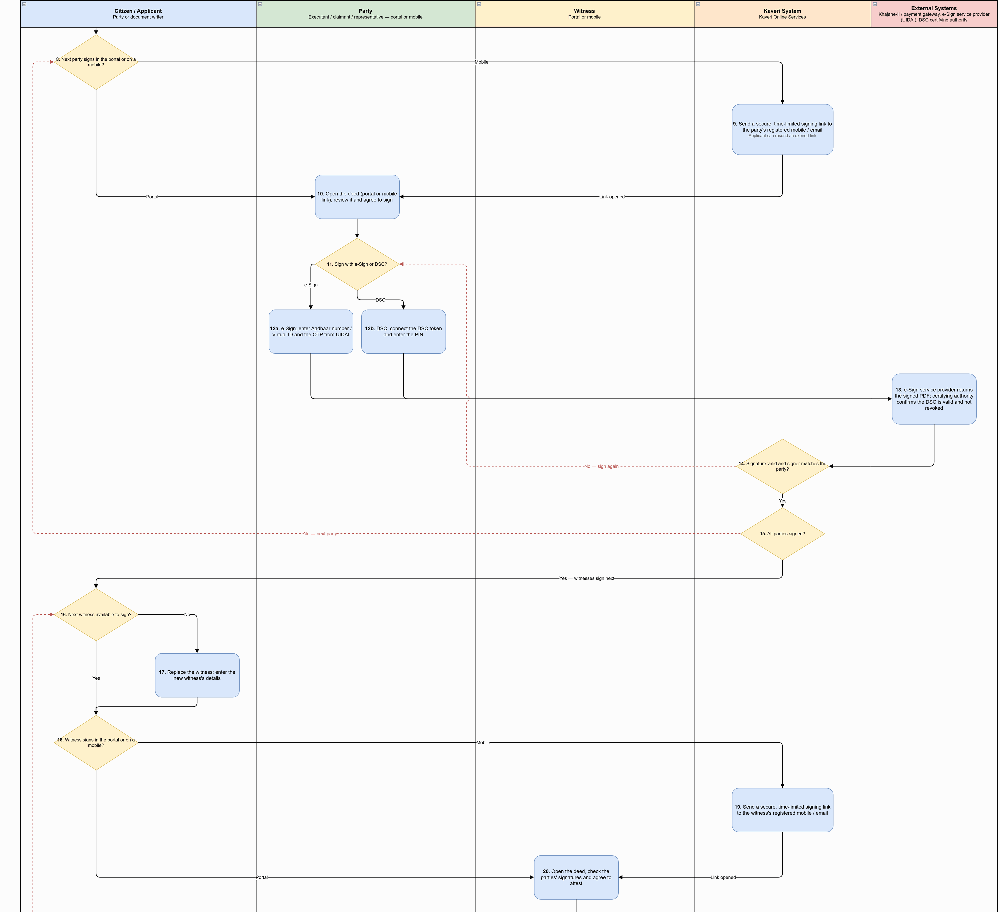 Citizen / Applicant
Party or document writer
Party
Executant / claimant / representative — portal or mobile
Witness
Portal or mobile
Kaveri System
Kaveri Online Services
External Systems
Khajane-II / payment gateway, e-Sign service provider
(UIDAI), DSC certifying authority
8. Next party signs in the portal or on a
mobile?
Mobile
9. Send a secure, time-limited signing link to
the party's registered mobile / email
Applicant can resend an expired link
Portal
10. Open the deed (portal or mobile
link), review it and agree to sign
Link opened
11. Sign with e-Sign or DSC?
e-Sign
DSC
12a. e-Sign: enter Aadhaar number /
Virtual ID and the OTP from UIDAI
12b. DSC: connect the DSC token
and enter the PIN
13. e-Sign service provider returns
the signed PDF; certifying authority
confirms the DSC is valid and not
revoked
14. Signature valid and signer matches the
party?
No — sign again
Yes
15. All parties signed?
No — next party
Yes — witnesses sign next
16. Next witness available to sign?
No
17. Replace the witness: enter the
new witness's details
Yes
18. Witness signs in the portal or on a
mobile?
Mobile
19. Send a secure, time-limited signing link
to the witness's registered mobile / email
Portal
20. Open the deed, check the
parties' signatures and agree to
attest
Link opened